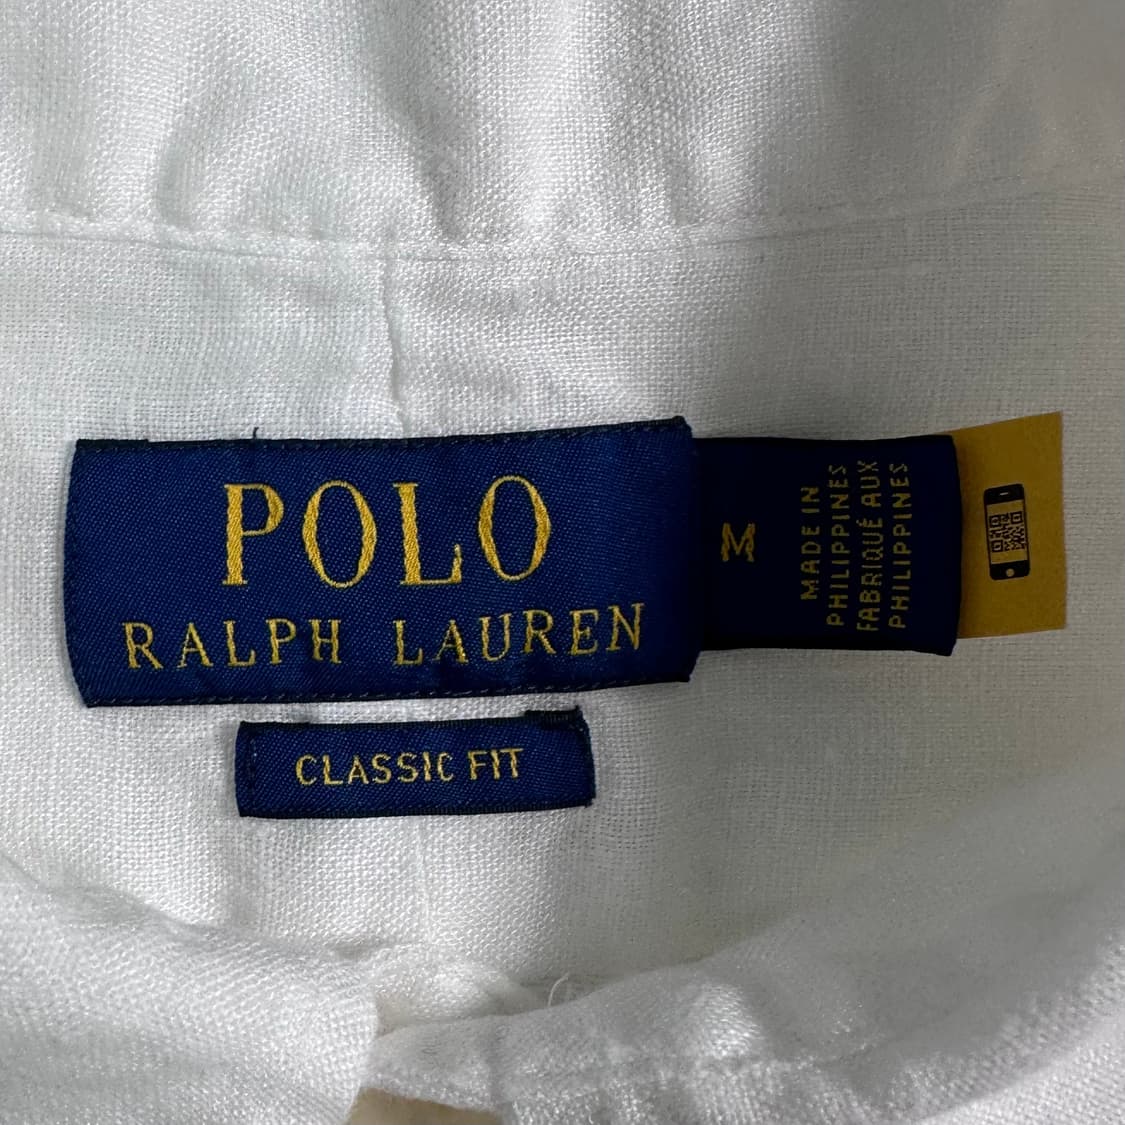 POLO
RALPH LAUREN
M
MADE IN
PHILIPPINES
FABRIQUÉ AUX
PHILIPPINES
CLASSIC FIT